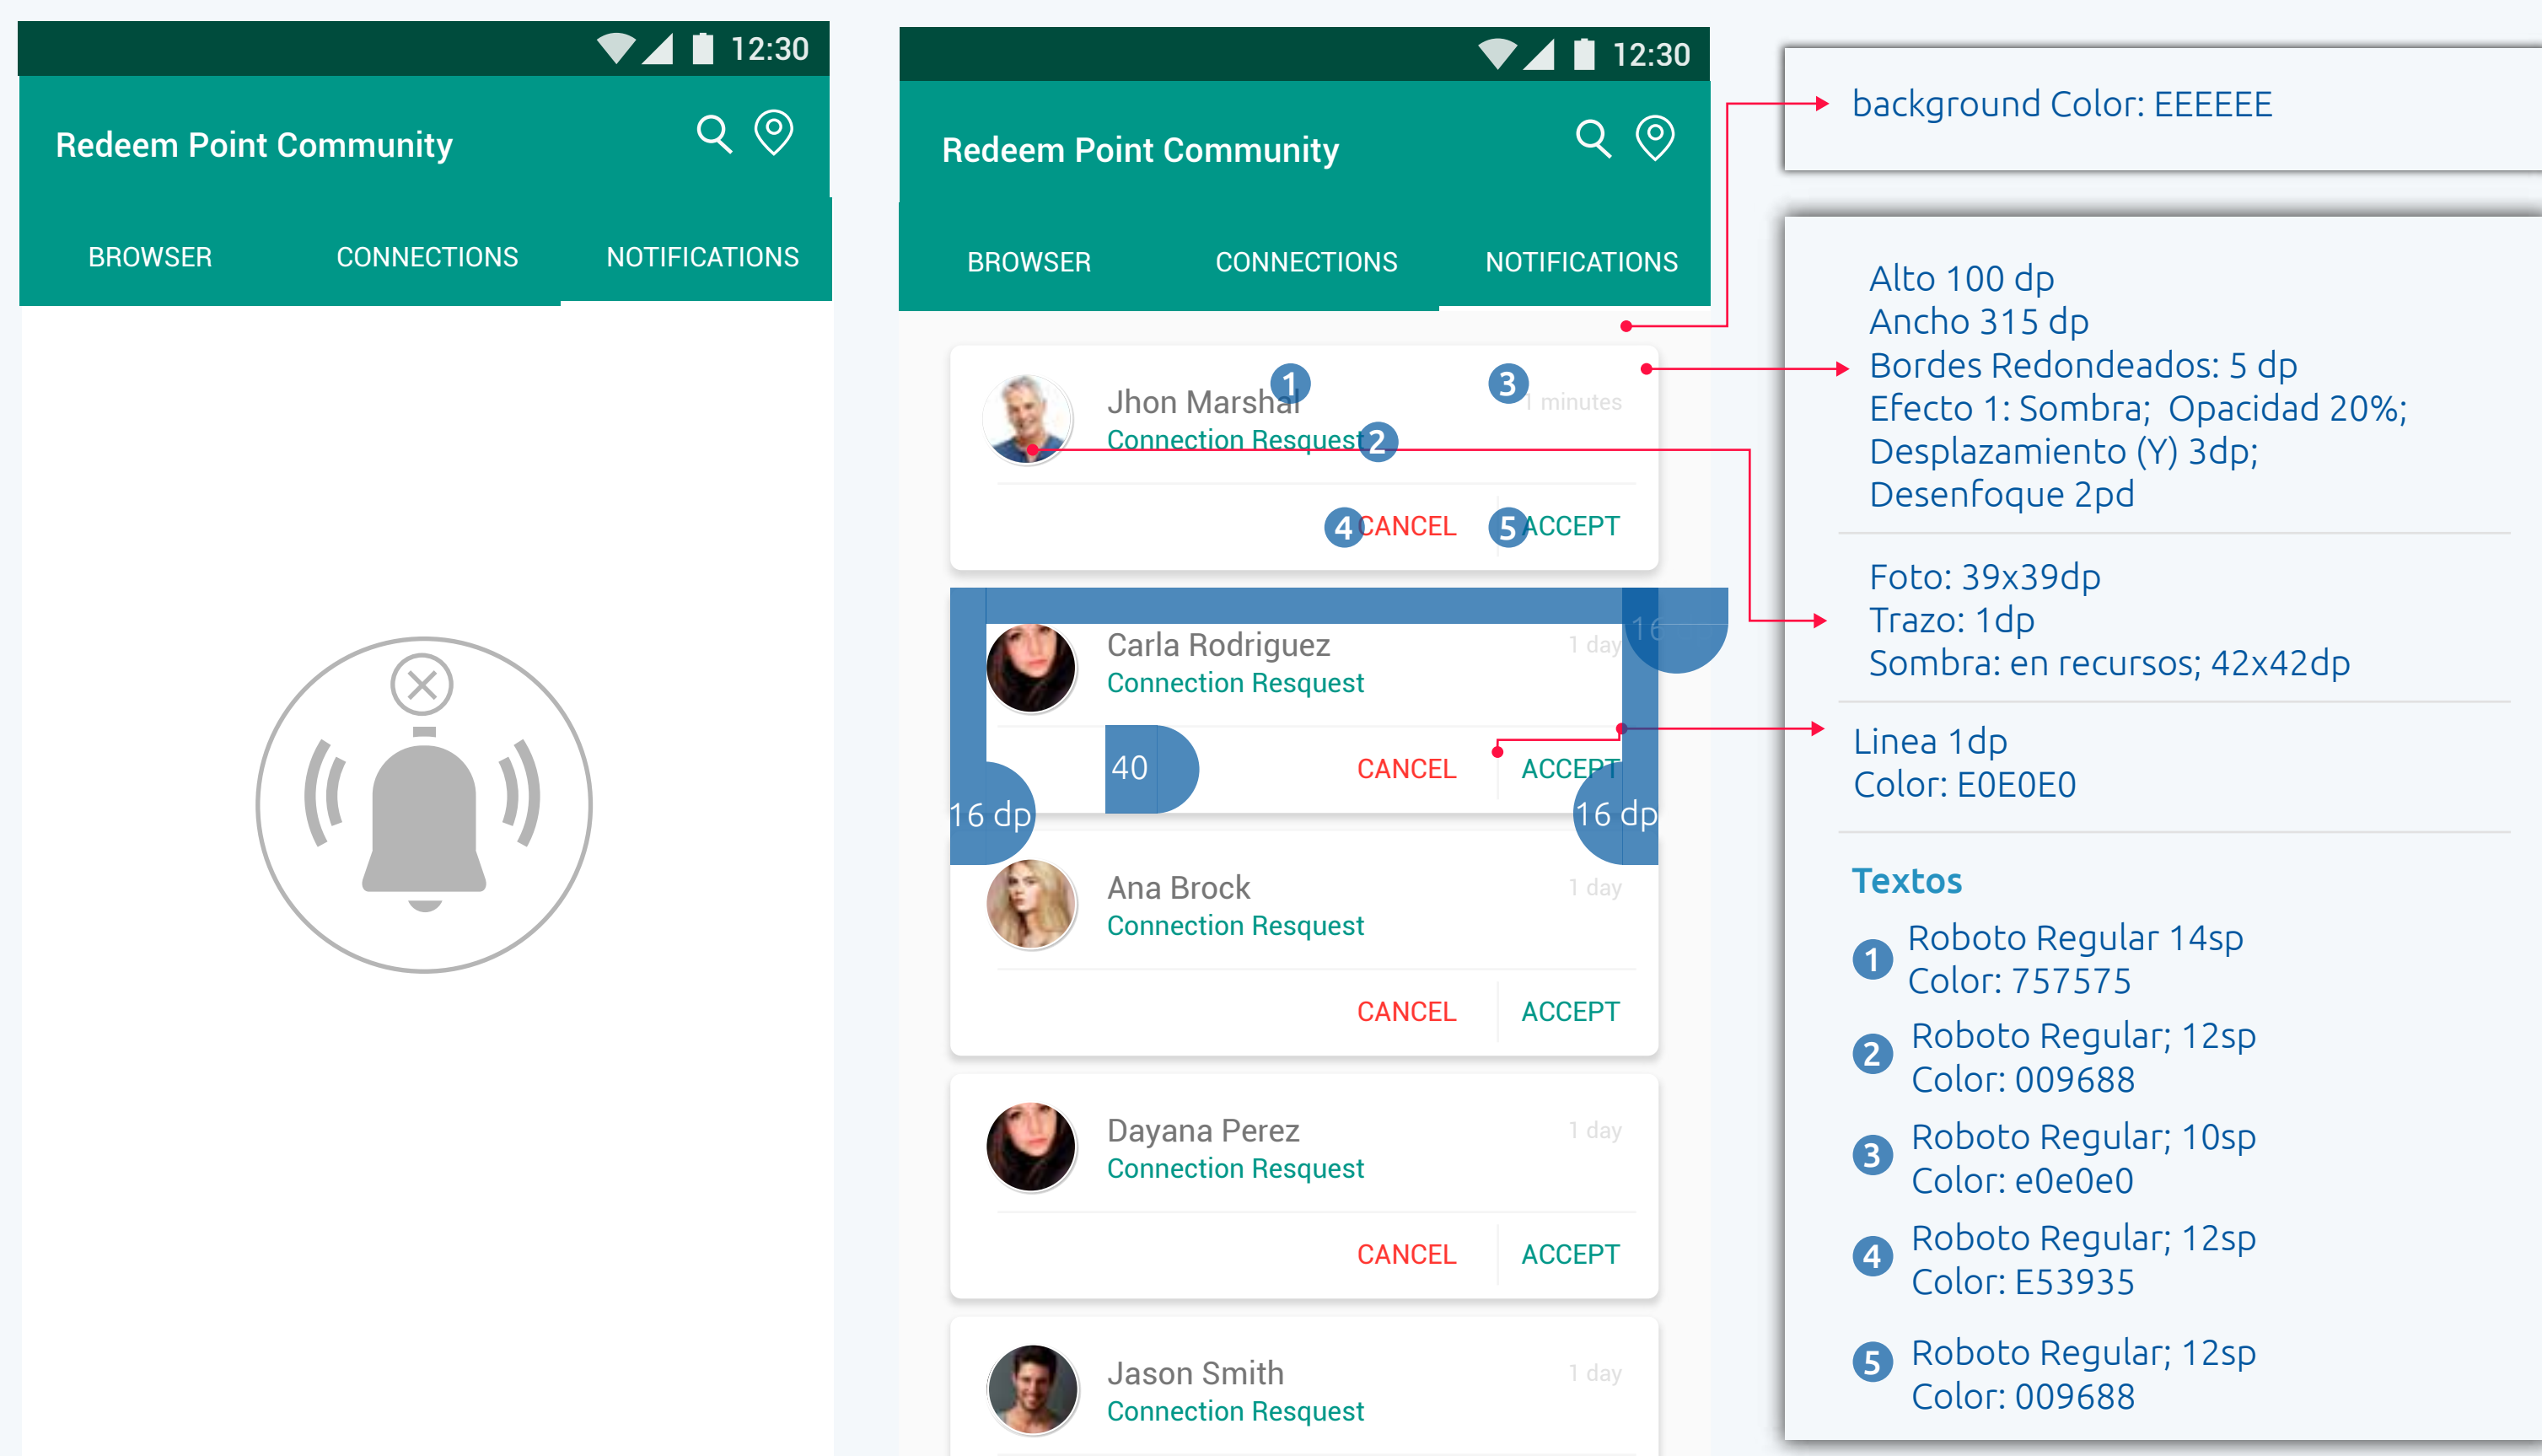 12:30
Redeem Point Community
BROWSER CONNECTIONS NOTIFICATIONS
12:30
Redeem Point Community
BROWSER CONNECTIONS NOTIFICATIONS
Jhon Marshal 1 3 1 minutes
Connection Resquest 2
4 CANCEL 5 ACCEPT
Carla Rodriguez 1 day 16
Connection Resquest
40 CANCEL ACCEPT
16 dp 16 dp
Ana Brock 1 day
Connection Resquest
CANCEL ACCEPT
Dayana Perez 1 day
Connection Resquest
CANCEL ACCEPT
Jason Smith 1 day
Connection Resquest
background Color: EEEEEE
Alto 100 dp
Ancho 315 dp
Bordes Redondeados: 5 dp
Efecto 1: Sombra; Opacidad 20%;
Desplazamiento (Y) 3dp;
Desenfoque 2pd
Foto: 39x39dp
Trazo: 1dp
Sombra: en recursos; 42x42dp
Linea 1dp
Color: E0E0E0
Textos
1 Roboto Regular 14sp
Color: 757575
2 Roboto Regular; 12sp
Color: 009688
3 Roboto Regular; 10sp
Color: e0e0e0
4 Roboto Regular; 12sp
Color: E53935
5 Roboto Regular; 12sp
Color: 009688